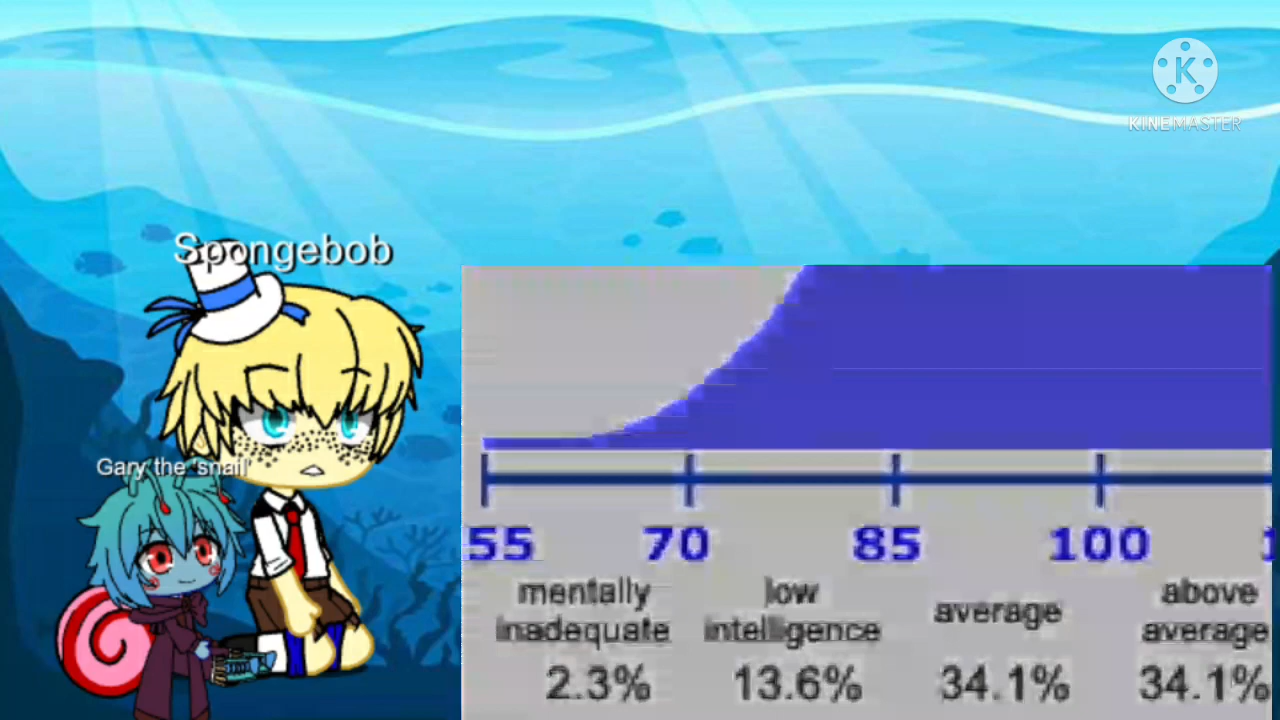 KINEMASTER
Spongebob
Gary the 'snail'
55 70 85 100
mentally low average above
inadequate intelligence average
2.3% 13.6% 34.1% 34.1%